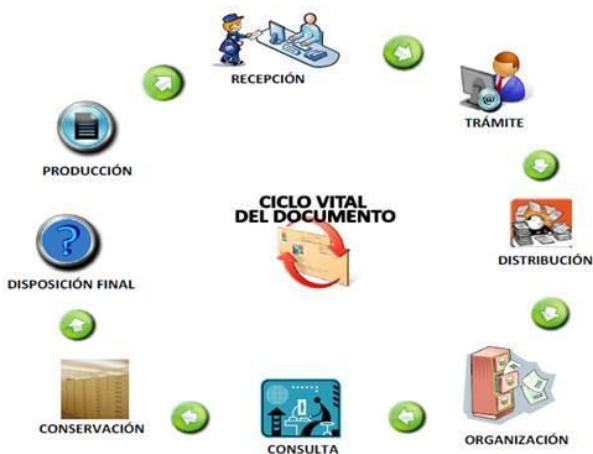 RECEPCIÓN
TRÁMITE
PRODUCCIÓN
CICLO VITAL
DEL DOCUMENTO
DISTRIBUCIÓN
DISPOSICIÓN FINAL
CONSERVACIÓN
CONSULTA
ORGANIZACIÓN